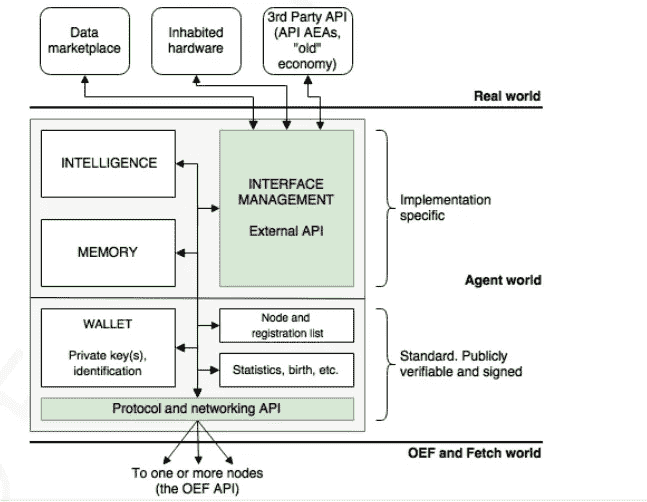 Data
marketplace
Inhabited
hardware
3rd Party API
(API AEAs,
"old"
economy)
Real world
INTELLIGENCE
INTERFACE
MANAGEMENT
External API
MEMORY
Implementation
specific
Agent world
WALLET
Private key(s),
identification
Node and
registration list
Statistics, birth, etc.
Standard. Publicly
verifiable and signed
Protocol and networking API
OEF and Fetch world
To one or more nodes
(the OEF API)